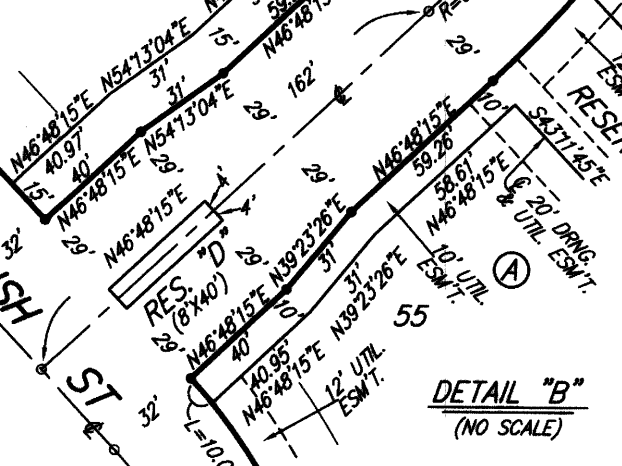 59.
N46°48'15"E
R=
15'
29'
N54°13'04"E
31'
31'
162'
12'
ESM'T.
N46°48'15"E
40.97'
N54°13'04"E
29'
10'
RESER
40'
29'
N46°48'15"E
59.26'
S43°11'45"E
15'
N46°48'15"E
4'
29'
58.61'
N46°48'15"E
32'
29'
N46°48'15"E
4'
℄ 20' DRNG.
& UTIL. ESM'T.
RES. "D"
(8'X40')
29'
N39°23'26"E
31'
10' UTIL.
ESM'T.
A
SH
31'
N39°23'26"E
10'
55
29'
N46°48'15"E
40'
ST
32'
40.95'
N46°48'15"E
12' UTIL.
ESM'T.
L=10.0
DETAIL "B"
(NO SCALE)